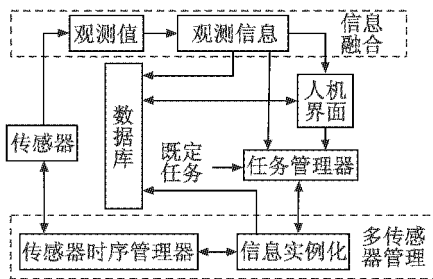 观测值
观测信息
信息
融合
数据库
人机
界面
传感器
既定
任务
任务管理器
传感器时序管理器
信息实例化
多传感
器管理